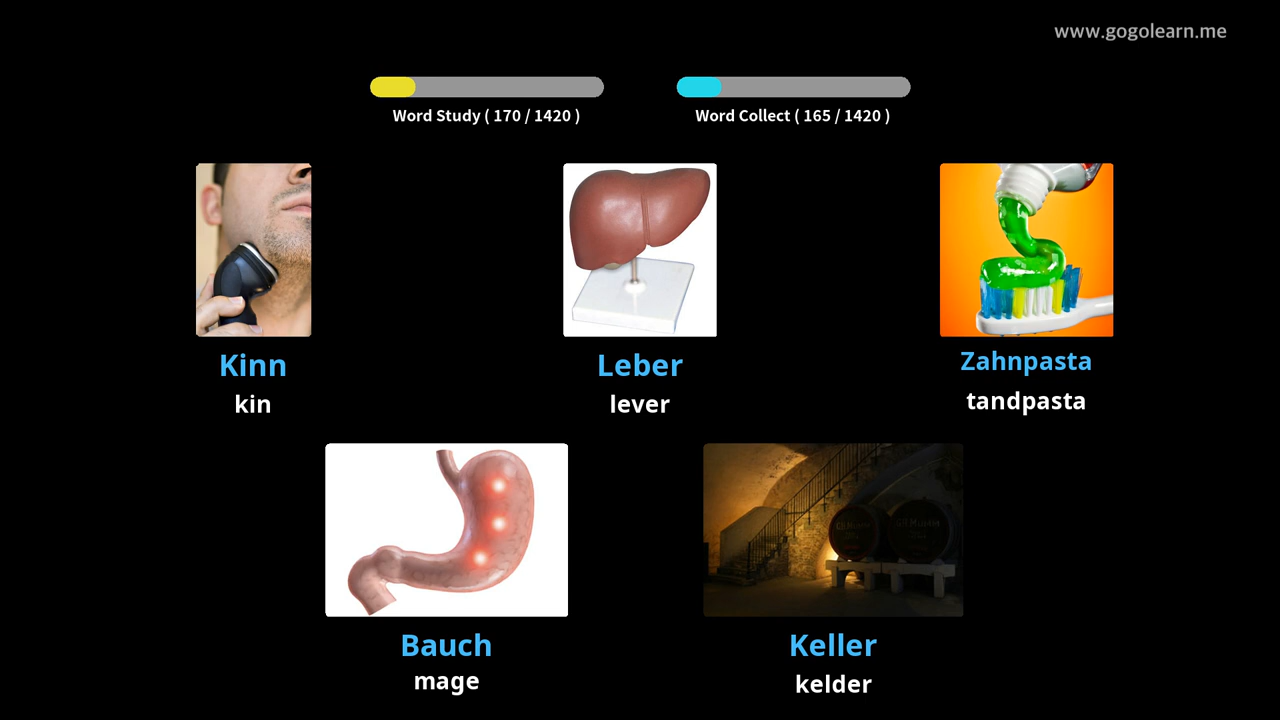 www.gogolearn.me
Word Study ( 170 / 1420 )
Word Collect ( 165 / 1420 )
Kinn
kin
Leber
lever
Zahnpasta
tandpasta
Bauch
mage
Keller
kelder